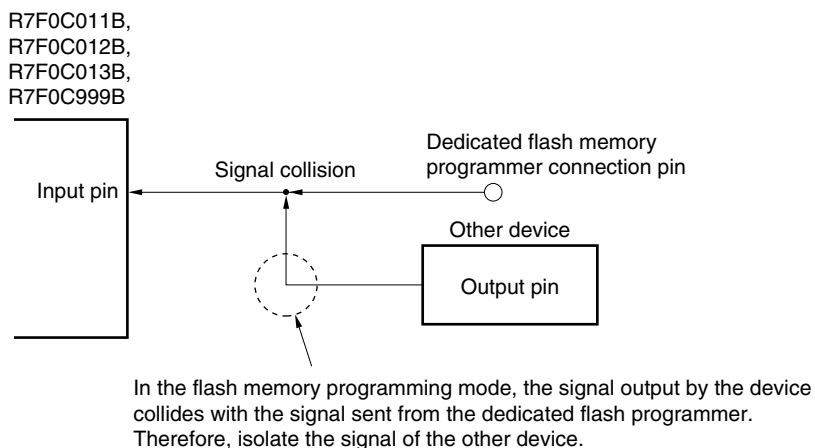 R7F0C011B,
R7F0C012B,
R7F0C013B,
R7F0C999B
Dedicated flash memory
programmer connection pin
Signal collision
Input pin
Other device
Output pin
In the flash memory programming mode, the signal output by the device
collides with the signal sent from the dedicated flash programmer.
Therefore, isolate the signal of the other device.